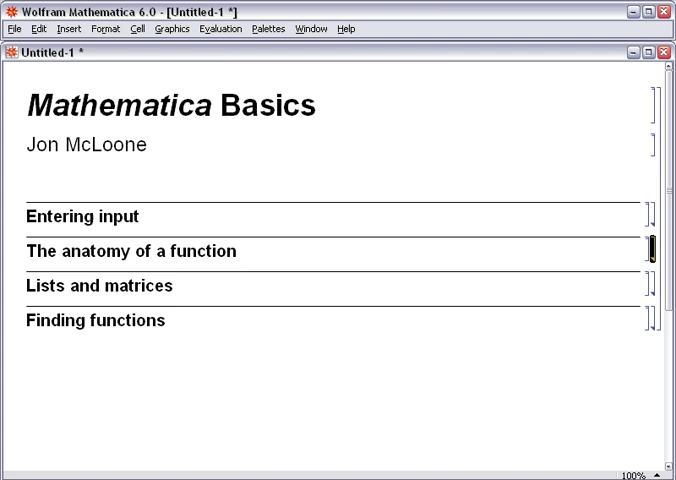 Wolfram Mathematica 6.0 - [Untitled-1 *]
File Edit Insert Format Cell Graphics Evaluation Palettes Window Help
Untitled-1 *
Mathematica Basics
Jon McLoone
Entering input
The anatomy of a function
Lists and matrices
Finding functions
100%